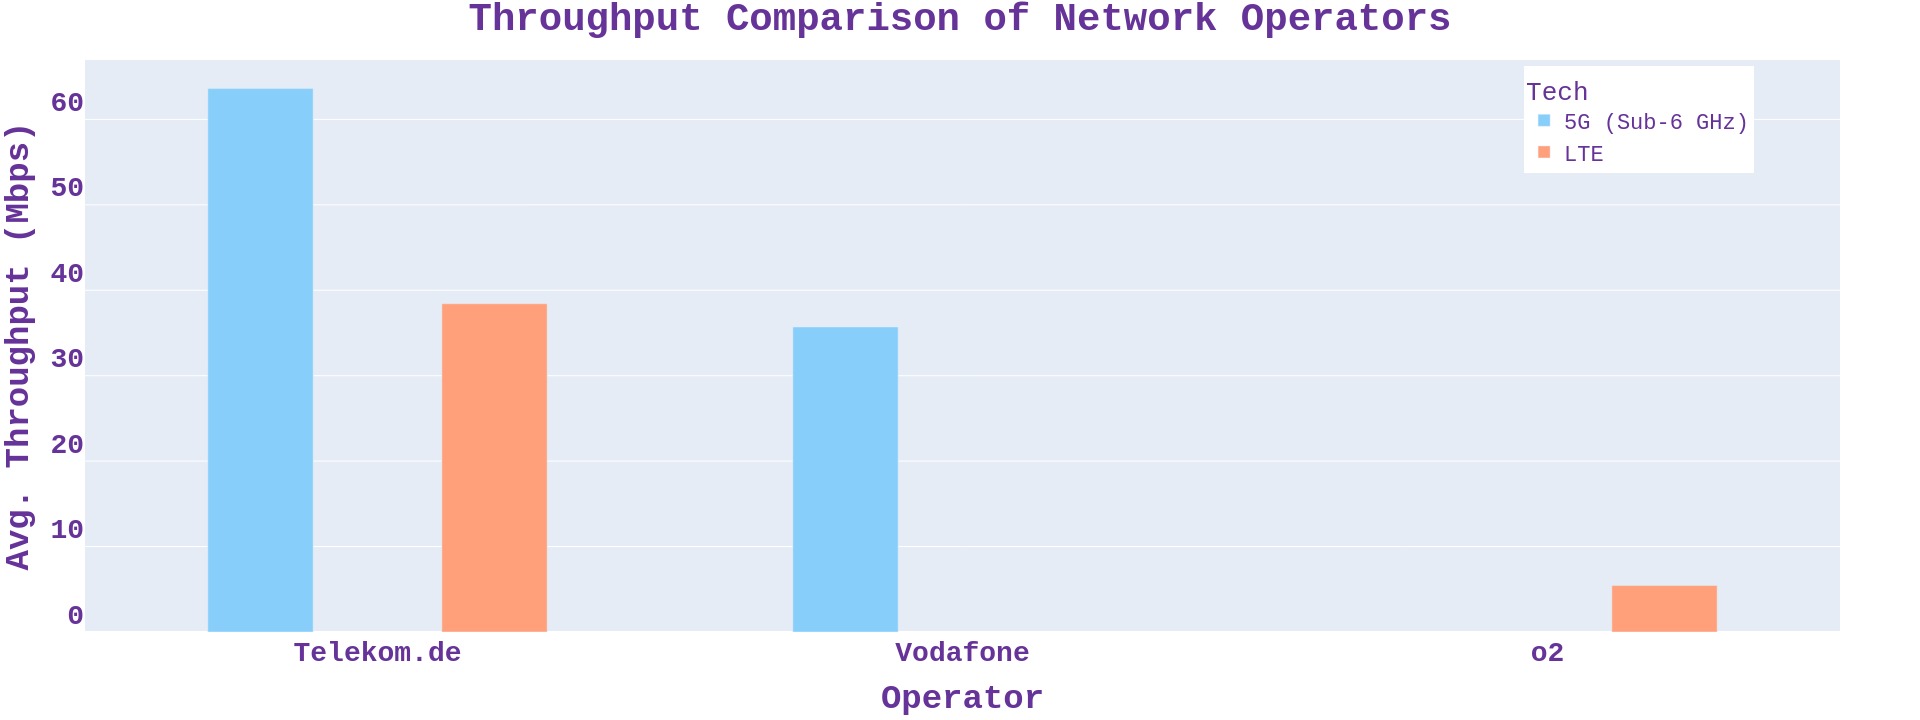 Throughput Comparison of Network Operators
Tech
5G (Sub-6 GHz)
LTE
Avg. Throughput (Mbps)
60
50
40
30
20
10
0
Telekom.de
Vodafone
o2
Operator